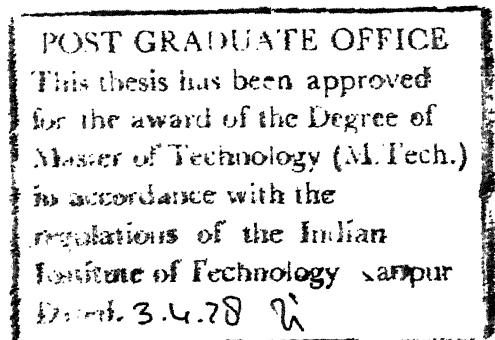 POST GRADUATE OFFICE
This thesis has been approved
for the award of the Degree of
Master of Technology (M.Tech.)
in accordance with the
regulations of the Indian
Institute of Technology Kanpur
Dated. 3.4.78